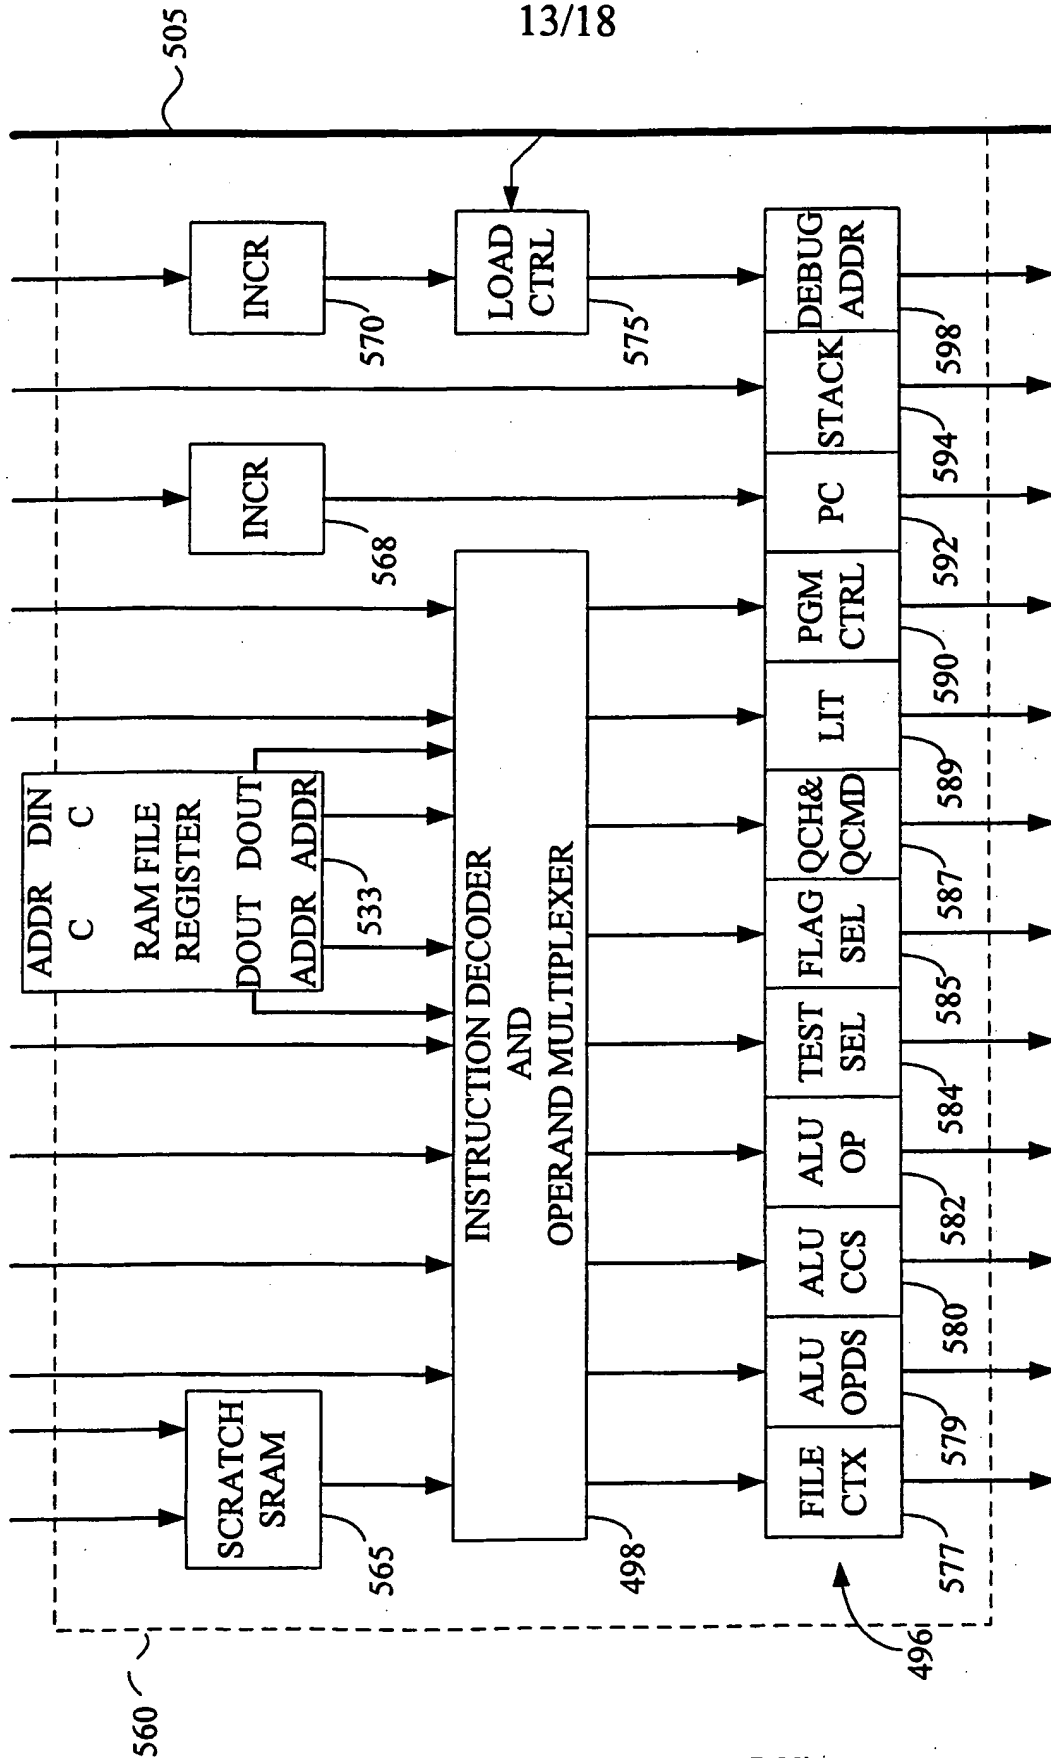 13/18
505
560
ADDR DIN
C C
RAM FILE
REGISTER
DOUT DOUT
ADDR ADDR
533
SCRATCH
SRAM
565
INCR
568
INCR
570
INSTRUCTION DECODER
AND
OPERAND MULTIPLEXER
498
LOAD
CTRL
575
FILE
CTX
577
ALU
OPDS
579
ALU
CCS
580
ALU
OP
582
TEST
SEL
584
FLAG
SEL
585
QCH&
QCMD
587
LIT
589
PGM
CTRL
590
PC
592
STACK
594
DEBUG
ADDR
598
496